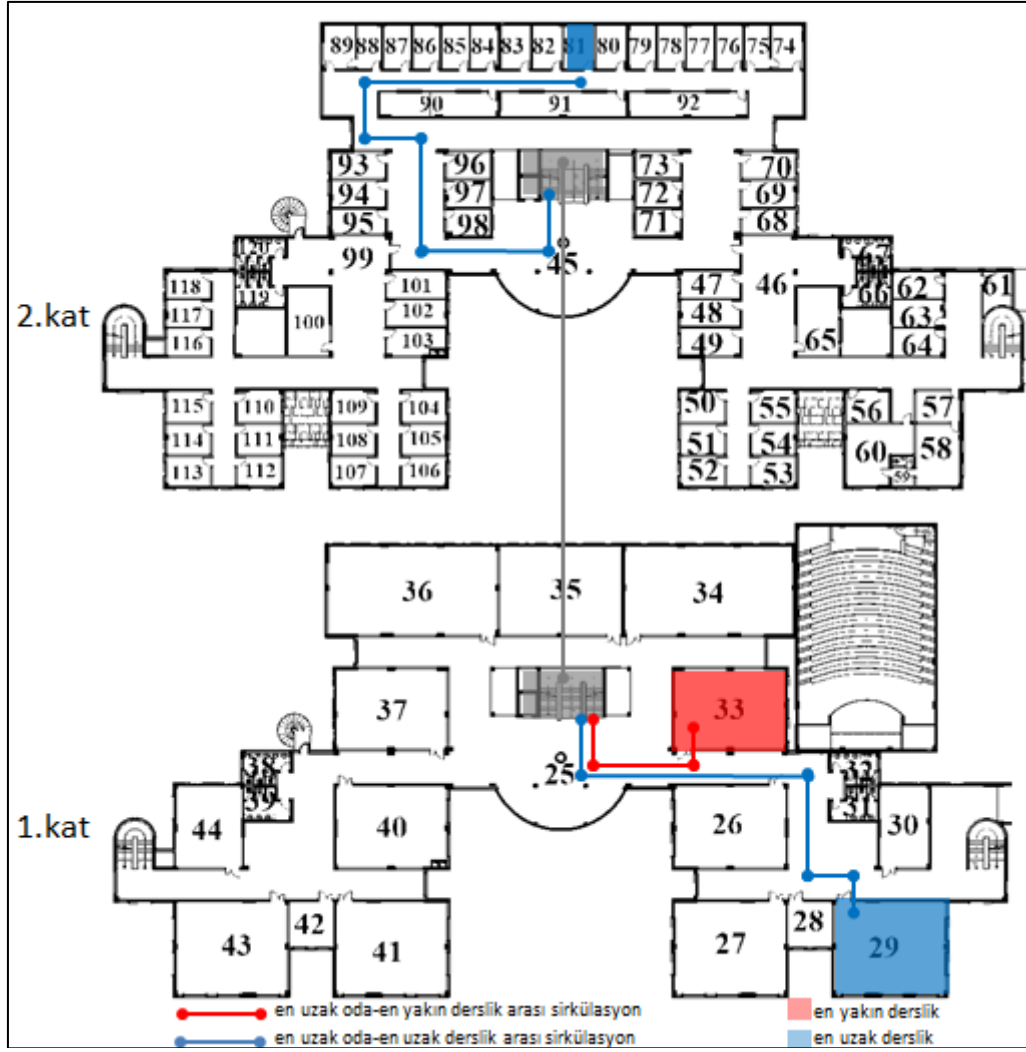 89 88 87 86 85 84 83 82 81 80 79 78 77 76 75 74
90 91 92
93 96 73 70
94 97 72 69
95 98 71 68
120 99 45 46 67
118 119 101 47 66 62 61
117 100 102 48 65 63
116 103 49 64
2.kat
115 110 109 104 50 55 56 57
114 111 108 105 51 54 60 58
113 112 107 106 52 53 59
36 35 34
37 33
38 25 32
39 31
1.kat
44 40 26 30
43 42 41 27 28 29
en uzak oda-en yakın derslik arası sirkülasyon
en yakın derslik
en uzak oda-en uzak derslik arası sirkülasyon
en uzak derslik